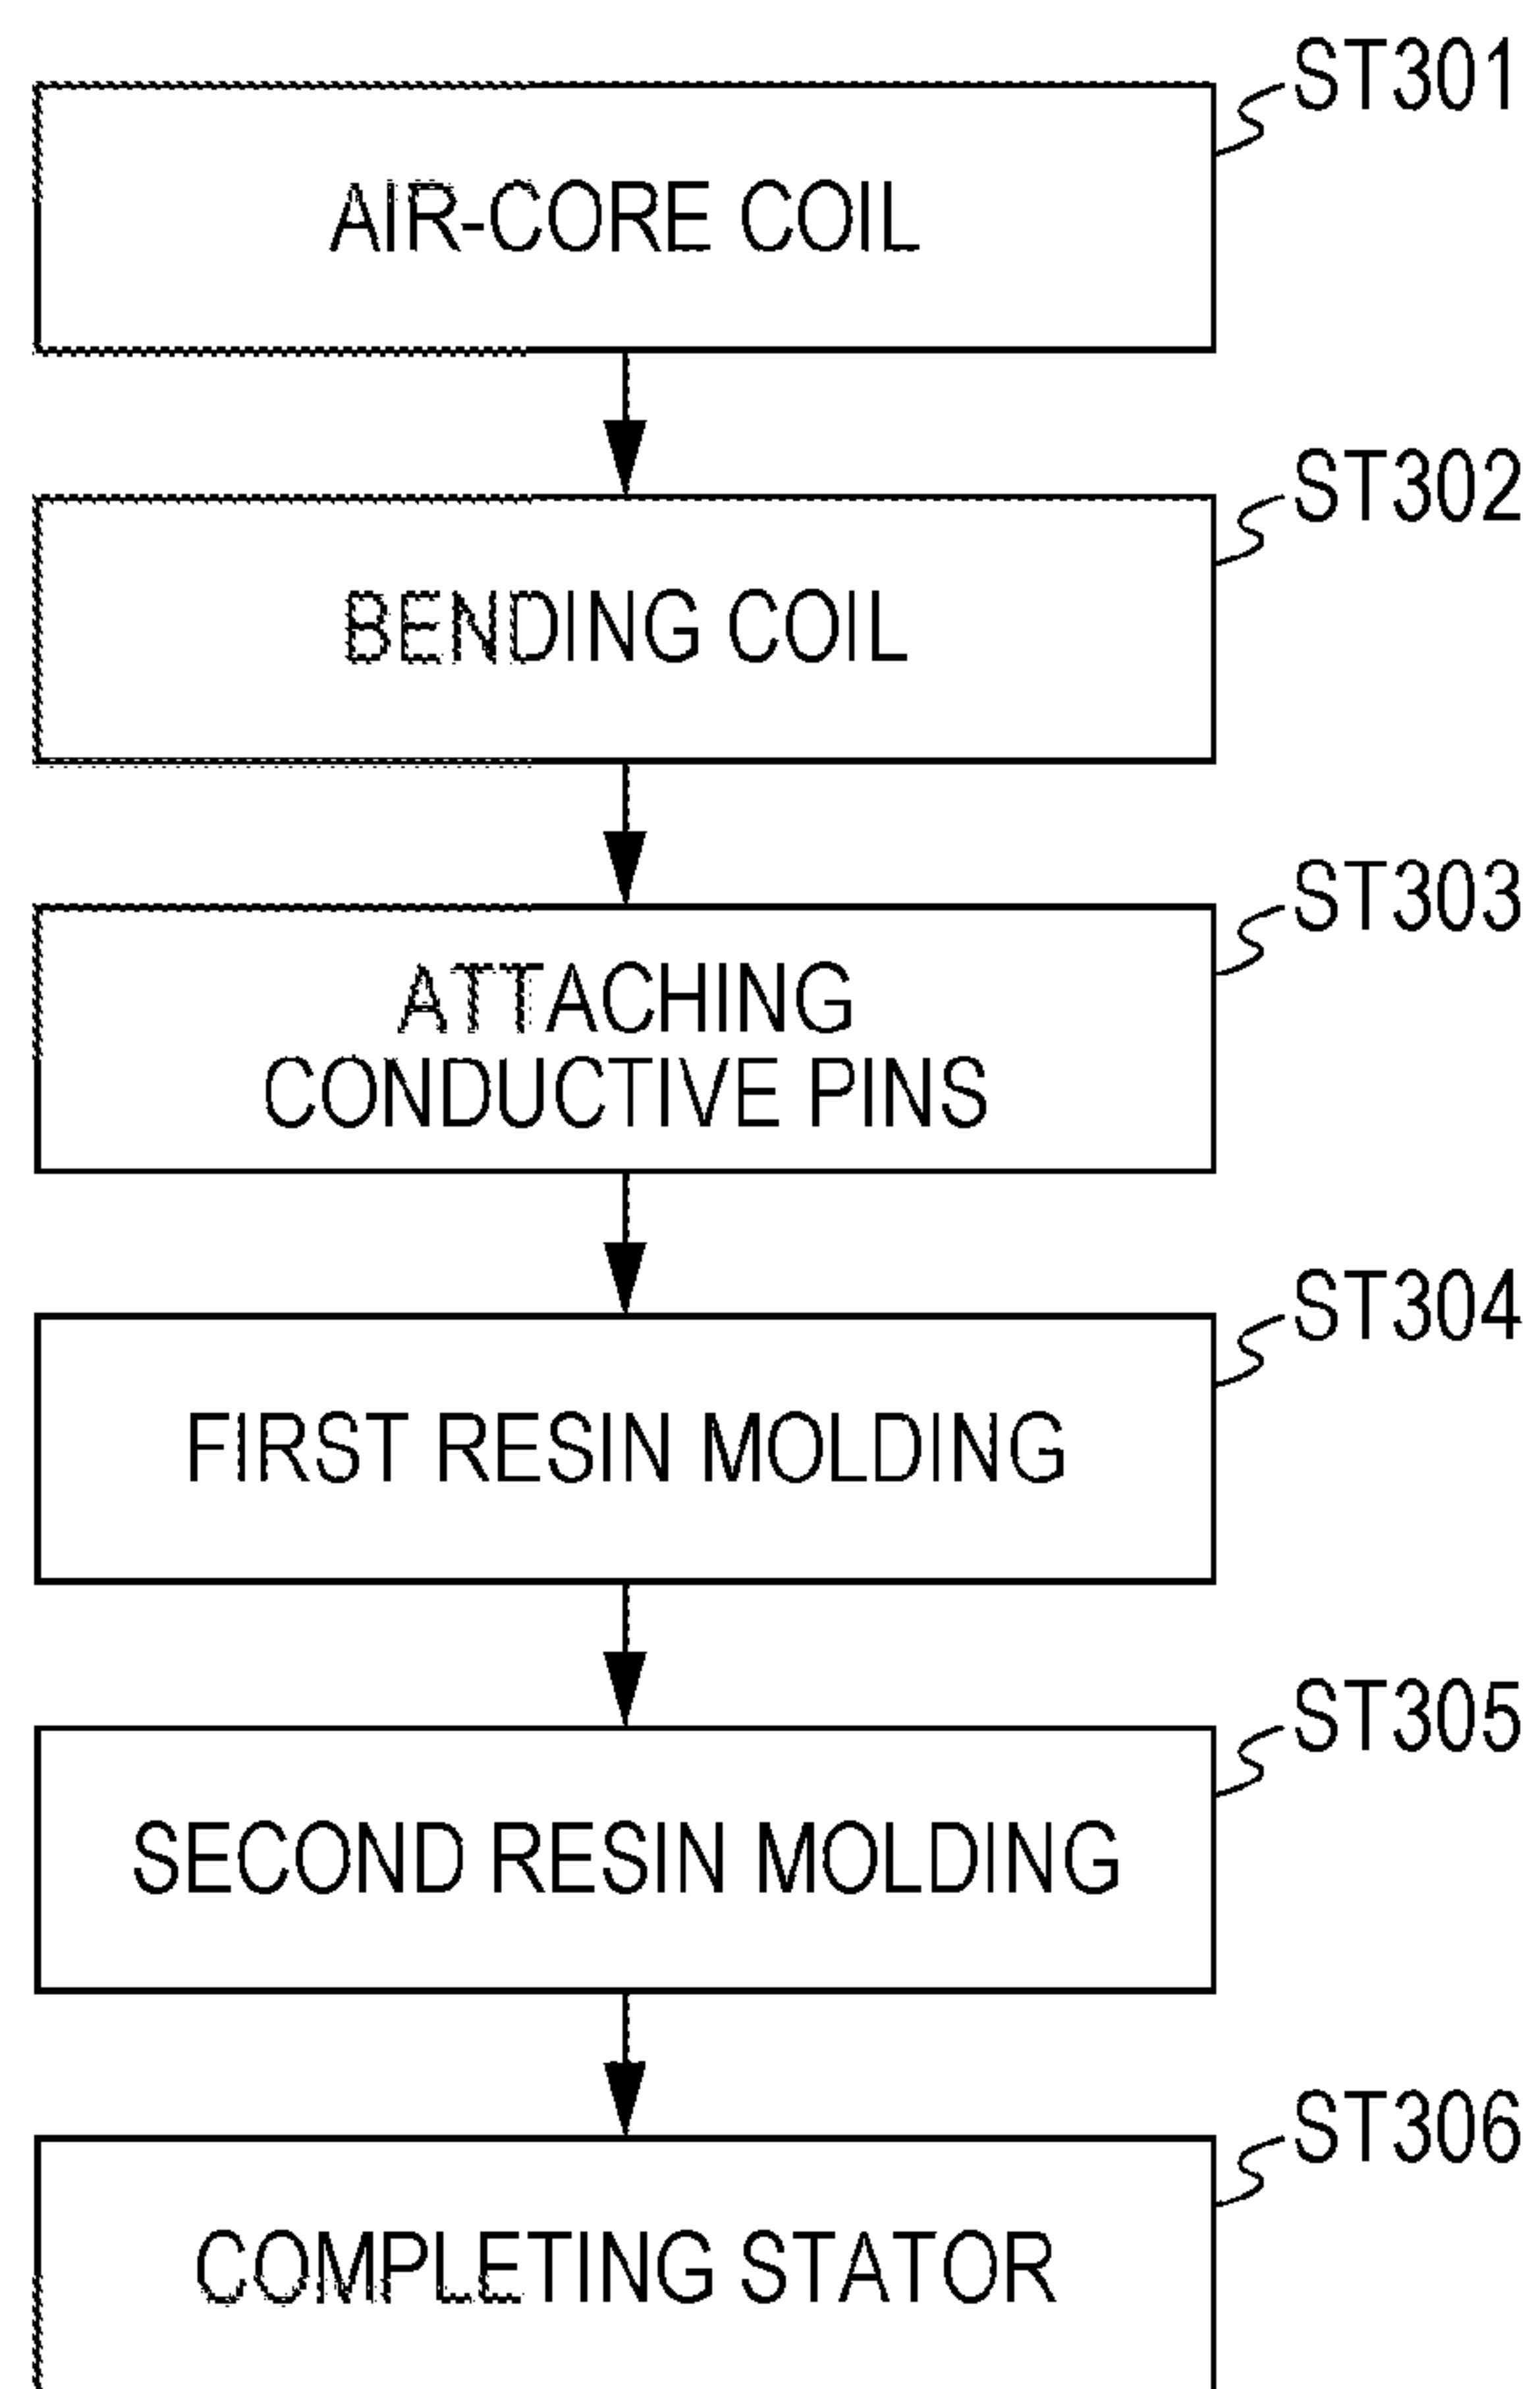 ST301
AIR-CORE COIL
ST302
BENDING COIL
ST303
ATTACHING
CONDUCTIVE PINS
ST304
FIRST RESIN MOLDING
ST305
SECOND RESIN MOLDING
ST306
COMPLETING STATOR